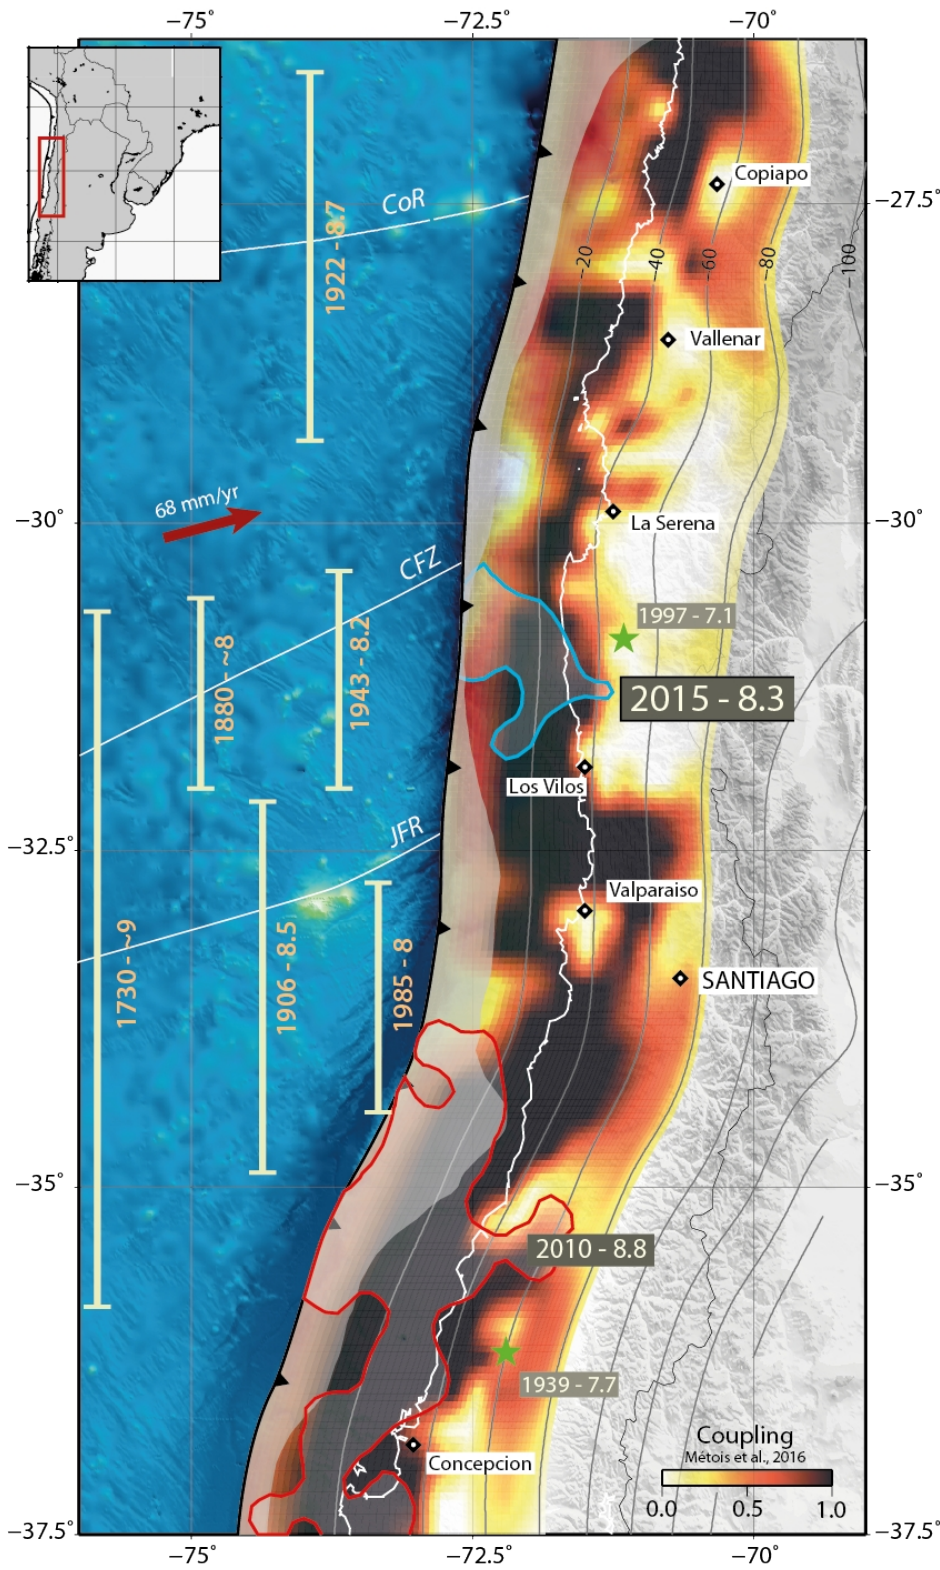 −75˚
−72.5˚
−70˚
Copiapo
CoR
−27.5˚
1922 - 8.7
−20
−40
−60
−80
−100
Vallenar
68 mm/yr
−30˚
−30˚
La Serena
CFZ
1997 - 7.1
1880 - ~8
1943 - 8.2
2015 - 8.3
Los Vilos
JFR
−32.5˚
−32.5˚
Valparaiso
1730 - ~9
1906 - 8.5
1985 - 8
SANTIAGO
−35˚
−35˚
2010 - 8.8
1939 - 7.7
Coupling
Métois et al., 2016
Concepcion
0.0
0.5
1.0
−37.5˚
−37.5˚
−75˚
−72.5˚
−70˚